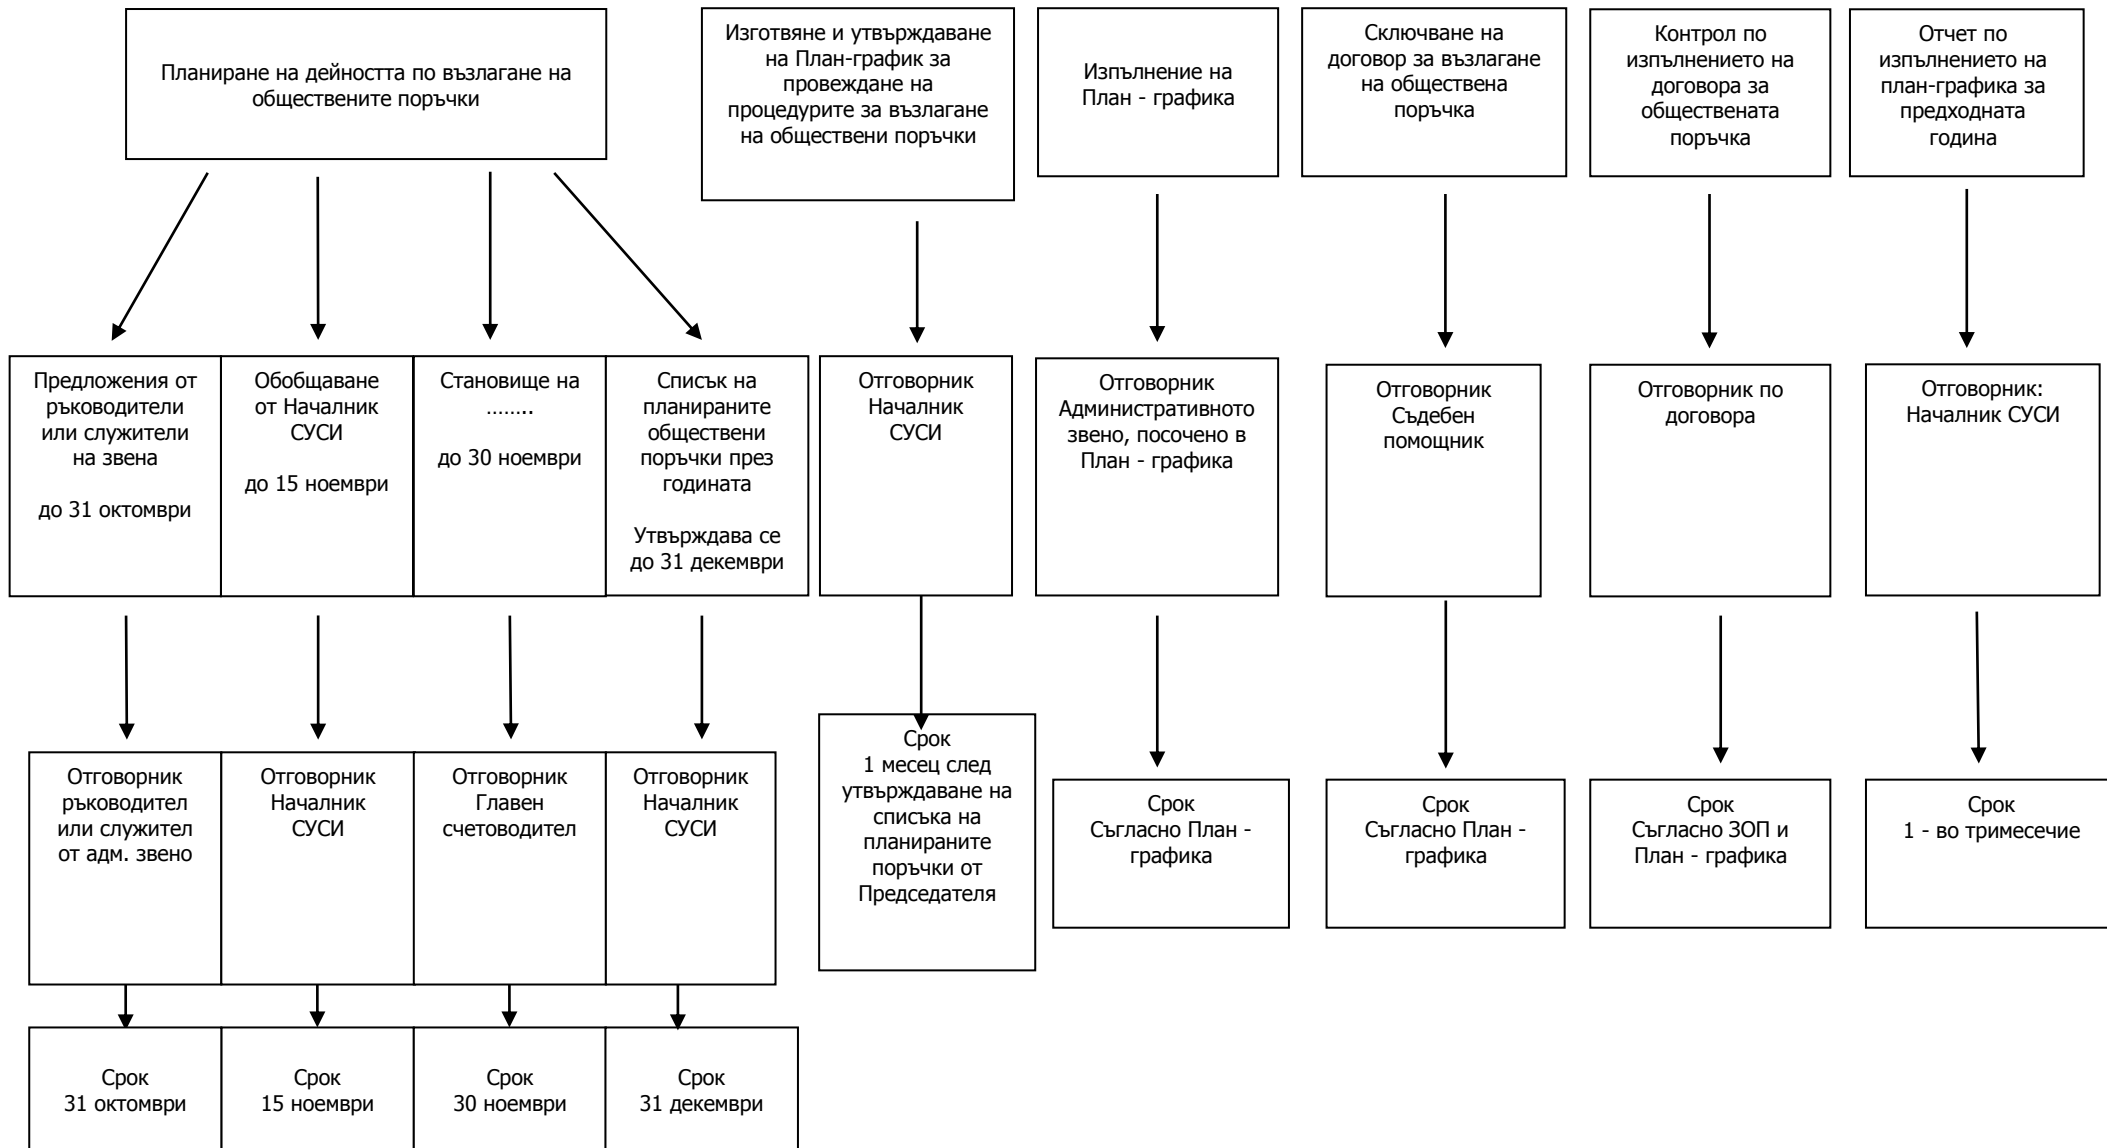 Планиране на дейността по възлагане на
обществените поръчки
Изготвяне и утвърждаване
на План-график за
провеждане на
процедурите за възлагане
на обществени поръчки
Изпълнение на
План - графика
Сключване на
договор за възлагане
на обществена
поръчка
Контрол по
изпълнението на
договора за
обществената
поръчка
Отчет по
изпълнението на
план-графика за
предходната
година
Предложения от
ръководители
или служители
на звена
до 31 октомври
Обобщаване
от Началник
СУСИ
до 15 ноември
Становище на
........
до 30 ноември
Списък на
планираните
обществени
поръчки през
годината
Утвърждава се
до 31 декември
Отговорник
Началник
СУСИ
Отговорник
Административното
звено, посочено в
План - графика
Отговорник
Съдебен
помощник
Отговорник по
договора
Отговорник:
Началник СУСИ
Отговорник
ръководител
или служител
от адм. звено
Отговорник
Началник
СУСИ
Отговорник
Главен
счетоводител
Отговорник
Началник
СУСИ
Срок
1 месец след
утвърждаване на
списъка на
планираните
поръчки от
Председателя
Срок
Съгласно План -
графика
Срок
Съгласно План -
графика
Срок
Съгласно ЗОП и
План - графика
Срок
1 - во тримесечие
Срок
31 октомври
Срок
15 ноември
Срок
30 ноември
Срок
31 декември